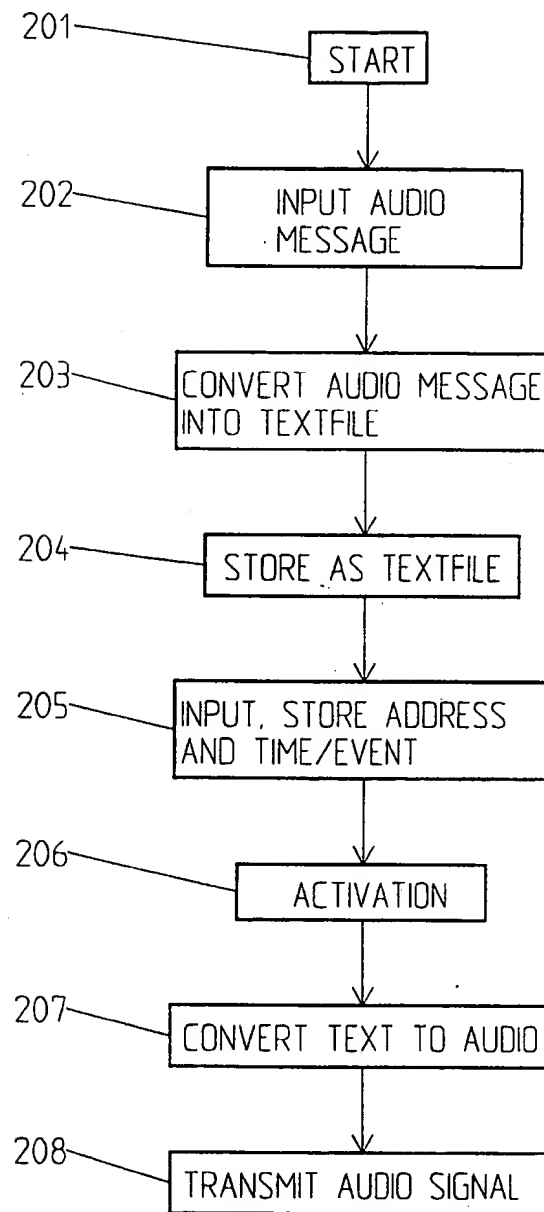 201
START
202
INPUT AUDIO
MESSAGE
203
CONVERT AUDIO MESSAGE
INTO TEXTFILE
204
STORE AS TEXTFILE
205
INPUT, STORE ADDRESS
AND TIME/EVENT
206
ACTIVATION
207
CONVERT TEXT TO AUDIO
208
TRANSMIT AUDIO SIGNAL